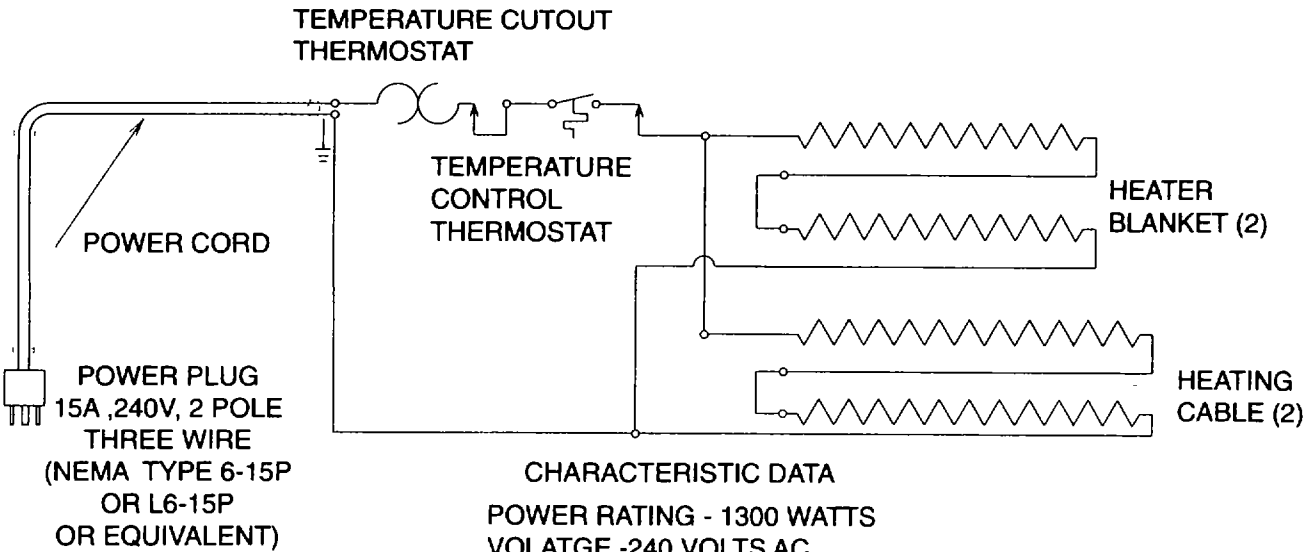 TEMPERATURE CUTOUT
THERMOSTAT
TEMPERATURE
CONTROL
THERMOSTAT
HEATER
BLANKET (2)
POWER CORD
POWER PLUG
15A ,240V, 2 POLE
THREE WIRE
(NEMA TYPE 6-15P
OR L6-15P
OR EQUIVALENT)
HEATING
CABLE (2)
CHARACTERISTIC DATA
POWER RATING - 1300 WATTS
VOLATGE -240 VOLTS AC